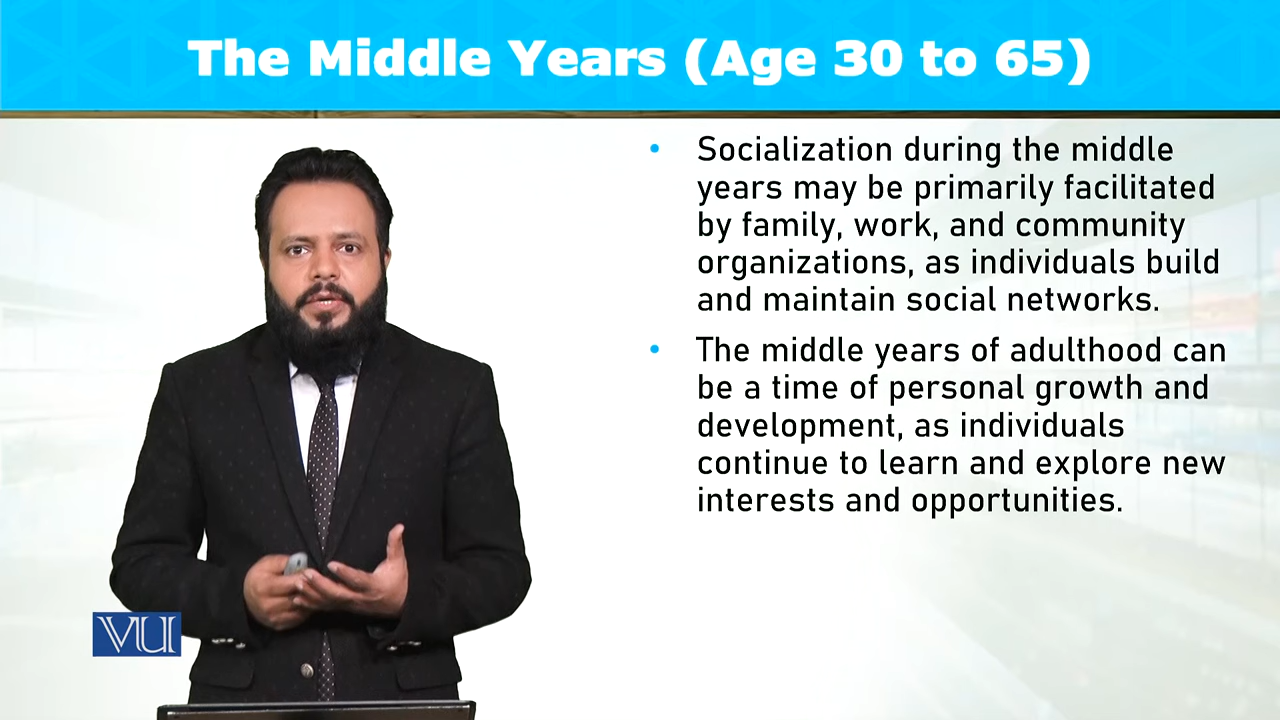 The Middle Years (Age 30 to 65)
• Socialization during the middle
years may be primarily facilitated
by family, work, and community
organizations, as individuals build
and maintain social networks.
• The middle years of adulthood can
be a time of personal growth and
development, as individuals
continue to learn and explore new
interests and opportunities.
VU